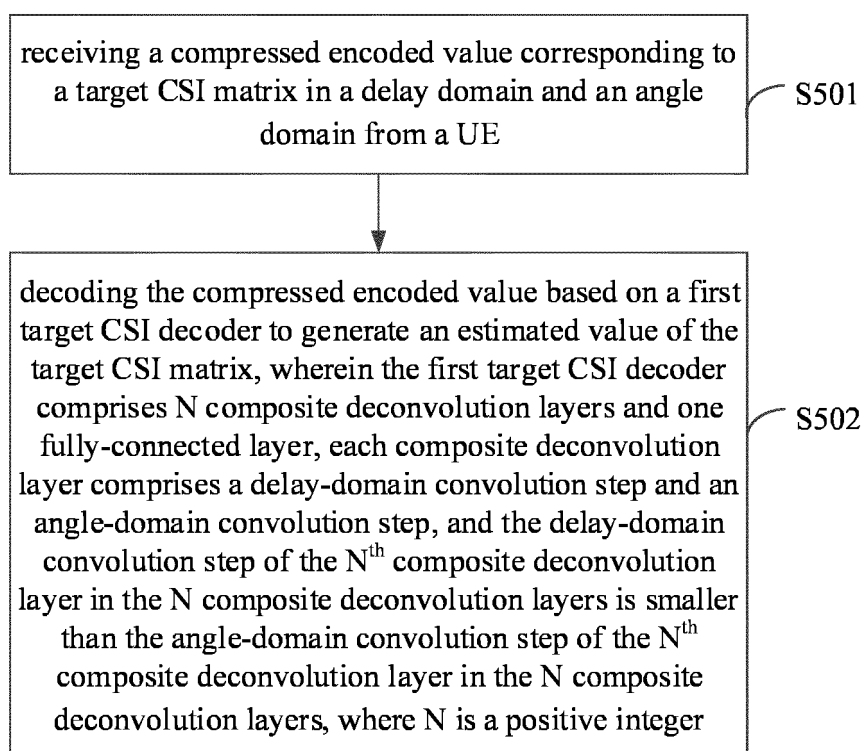 receiving a compressed encoded value corresponding to
a target CSI matrix in a delay domain and an angle
domain from a UE
S501
decoding the compressed encoded value based on a first
target CSI decoder to generate an estimated value of the
target CSI matrix, wherein the first target CSI decoder
comprises N composite deconvolution layers and one
fully-connected layer, each composite deconvolution
layer comprises a delay-domain convolution step and an
angle-domain convolution step, and the delay-domain
convolution step of the Nth composite deconvolution
layer in the N composite deconvolution layers is smaller
than the angle-domain convolution step of the Nth
composite deconvolution layer in the N composite
deconvolution layers, where N is a positive integer
S502